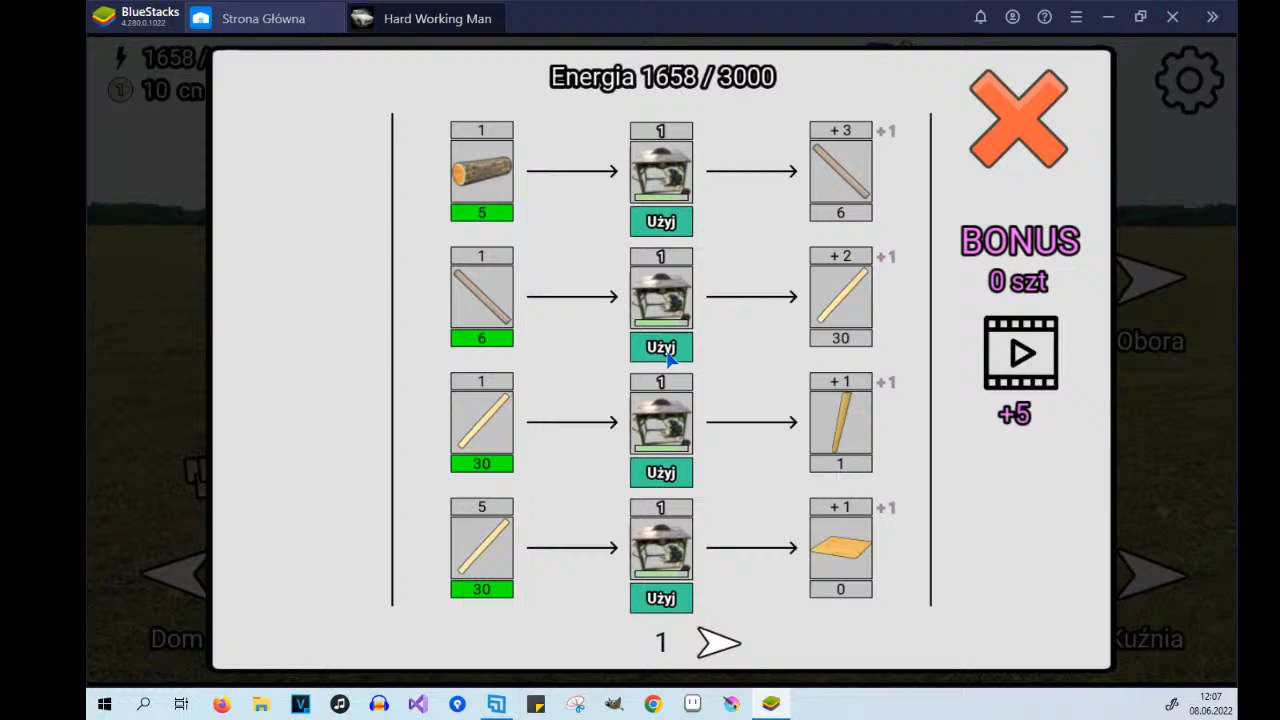 BlueStacks
4.280.0.1022
Strona Główna
Hard Working Man
1658 /
10 cn
Energia 1658 / 3000
1
1
+ 3
+1
5
Użyj
6
1
1
+ 2
+1
6
Użyj
30
1
1
+ 1
+1
30
Użyj
1
5
1
+ 1
+1
30
Użyj
0
1
BONUS
0 szt
+5
Obora
Dom
Kuźnia
12:07
08.06.2022